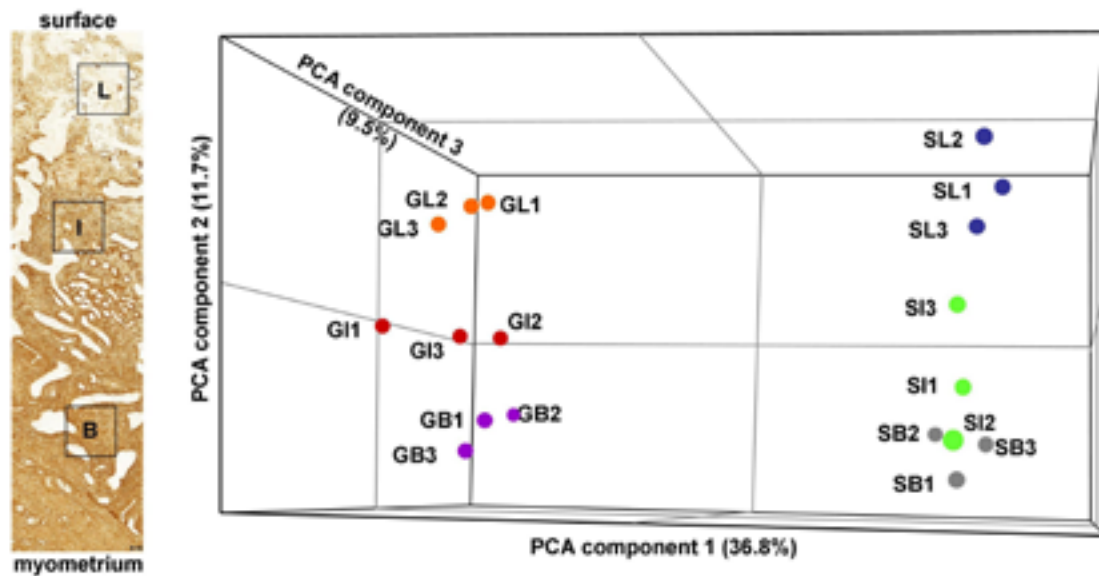 surface
L
I
B
myometrium
PCA component 3
(9.5%)
PCA component 2 (11.7%)
PCA component 1 (36.8%)
GL2
GL1
GL3
GI1
GI3
GI2
GB1
GB2
GB3
SL2
SL1
SL3
SI3
SI1
SI2
SB2
SB3
SB1